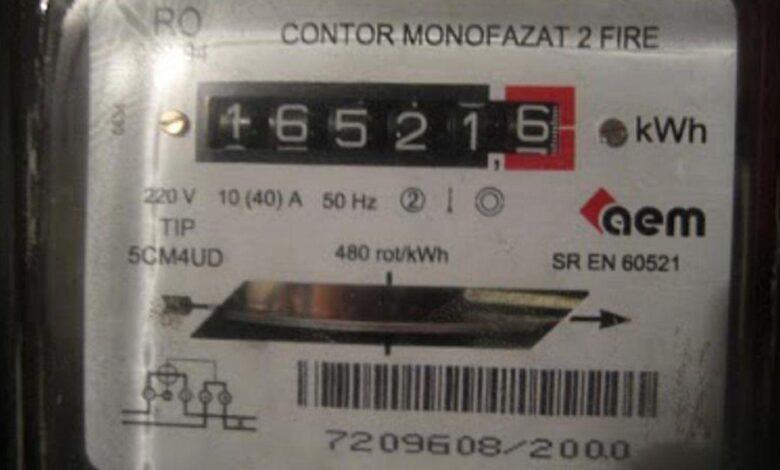 RO
CONTOR MONOFAZAT 2 FIRE
16521,6 kWh
220 V 10 (40) A 50 Hz 2
aem
TIP
5CM4UD
480 rot/kWh
SR EN 60521
7209608/2000